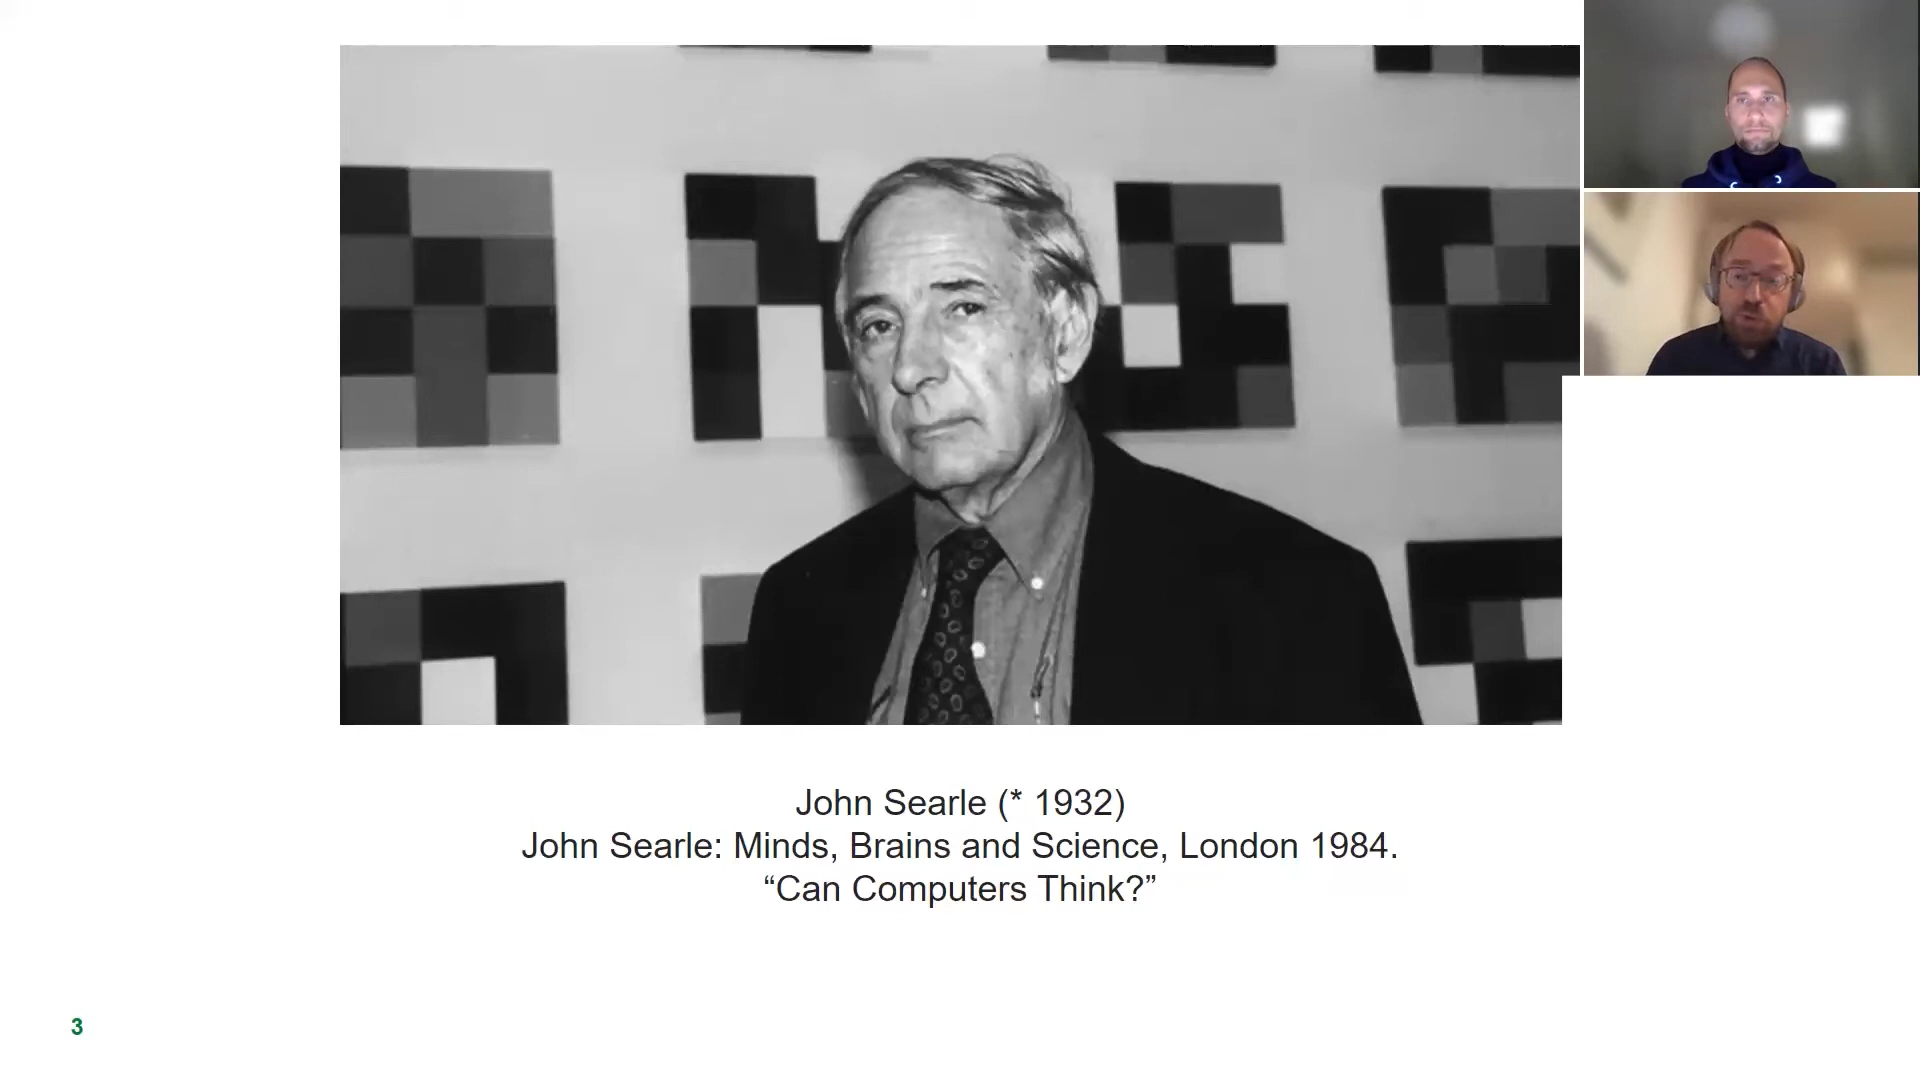 John Searle (* 1932)
John Searle: Minds, Brains and Science, London 1984.
“Can Computers Think?”
3